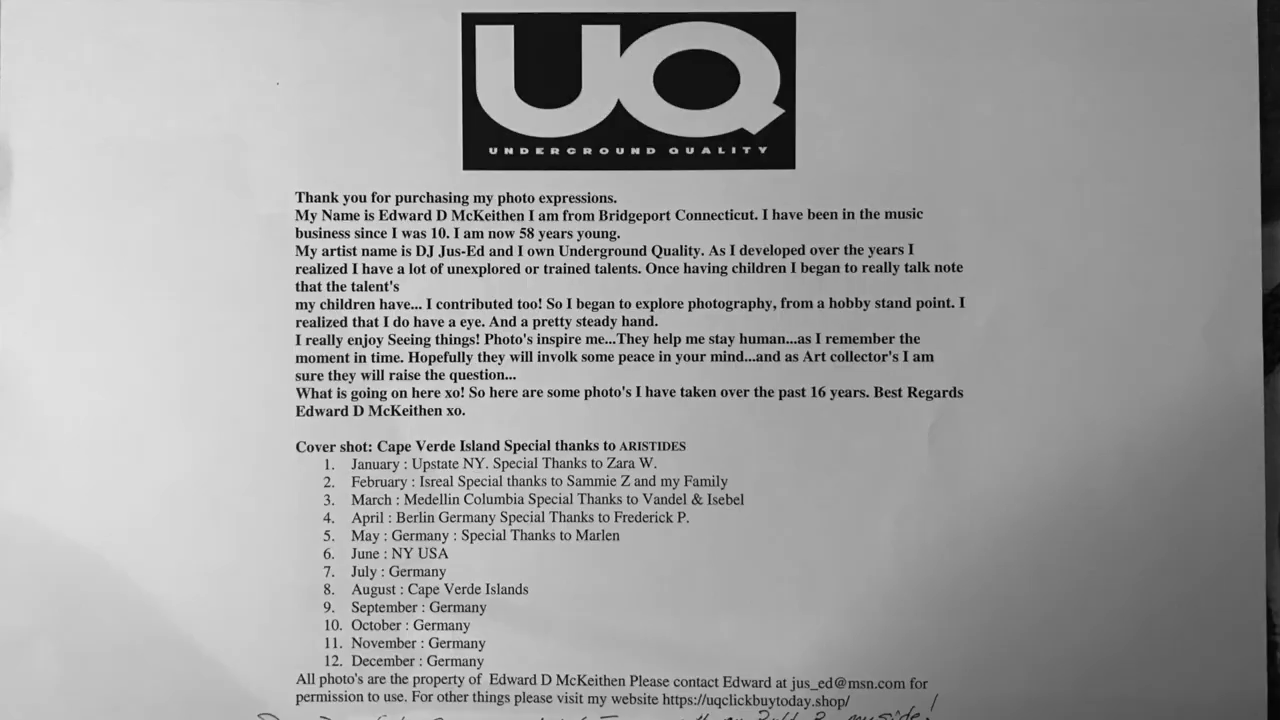 UQ
UNDERGROUND QUALITY
Thank you for purchasing my photo expressions.
My Name is Edward D McKeithen I am from Bridgeport Connecticut. I have been in the music
business since I was 10. I am now 58 years young.
My artist name is DJ Jus-Ed and I own Underground Quality. As I developed over the years I
realized I have a lot of unexplored or trained talents. Once having children I began to really talk note
that the talent's
my children have... I contributed too! So I began to explore photography, from a hobby stand point. I
realized that I do have a eye. And a pretty steady hand.
I really enjoy Seeing things! Photo's inspire me...They help me stay human...as I remember the
moment in time. Hopefully they will involk some peace in your mind...and as Art collector's I am
sure they will raise the question...
What is going on here xo! So here are some photo's I have taken over the past 16 years. Best Regards
Edward D McKeithen xo.
Cover shot: Cape Verde Island Special thanks to ARISTIDES
1. January : Upstate NY. Special Thanks to Zara W.
2. February : Isreal Special thanks to Sammie Z and my Family
3. March : Medellin Columbia Special Thanks to Vandel & Isebel
4. April : Berlin Germany Special Thanks to Frederick P.
5. May : Germany : Special Thanks to Marlen
6. June : NY USA
7. July : Germany
8. August : Cape Verde Islands
9. September : Germany
10. October : Germany
11. November : Germany
12. December : Germany
All photo's are the property of Edward D McKeithen Please contact Edward at jus_ed@msn.com for
permission to use. For other things please visit my website https://uqclickbuytoday.shop/